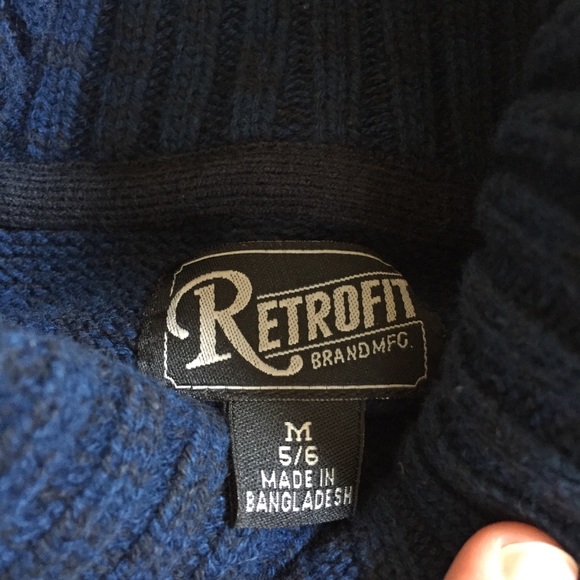 RETROFIT
BRAND MFG.
M
5/6
MADE IN
BANGLADESH